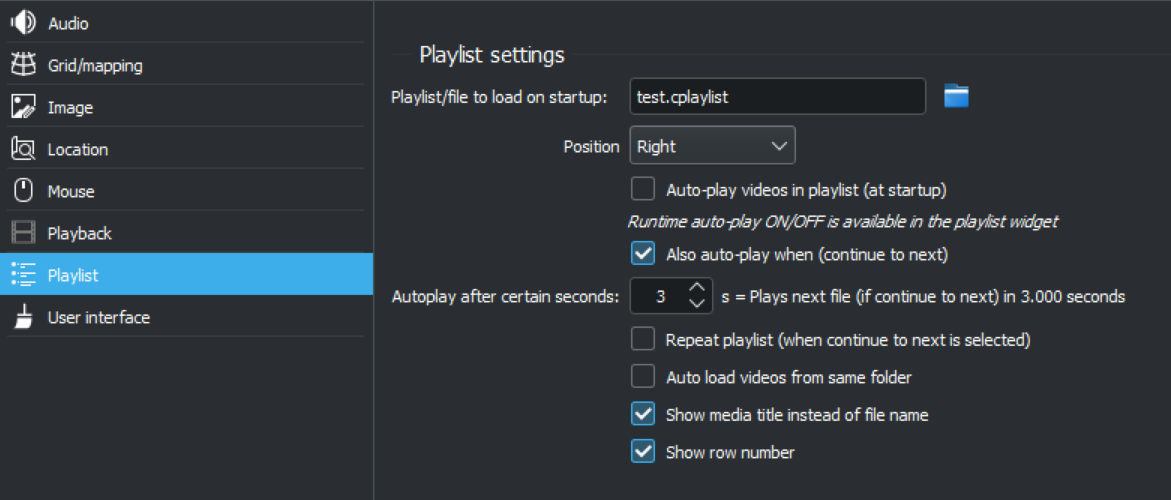 Audio
Grid/mapping
Image
Location
Mouse
Playback
Playlist
User interface
Playlist settings
Playlist/file to load on startup: test.cplaylist
Position Right
Auto-play videos in playlist (at startup)
Runtime auto-play ON/OFF is available in the playlist widget
Also auto-play when (continue to next)
Autoplay after certain seconds: 3 s = Plays next file (if continue to next) in 3.000 seconds
Repeat playlist (when continue to next is selected)
Auto load videos from same folder
Show media title instead of file name
Show row number